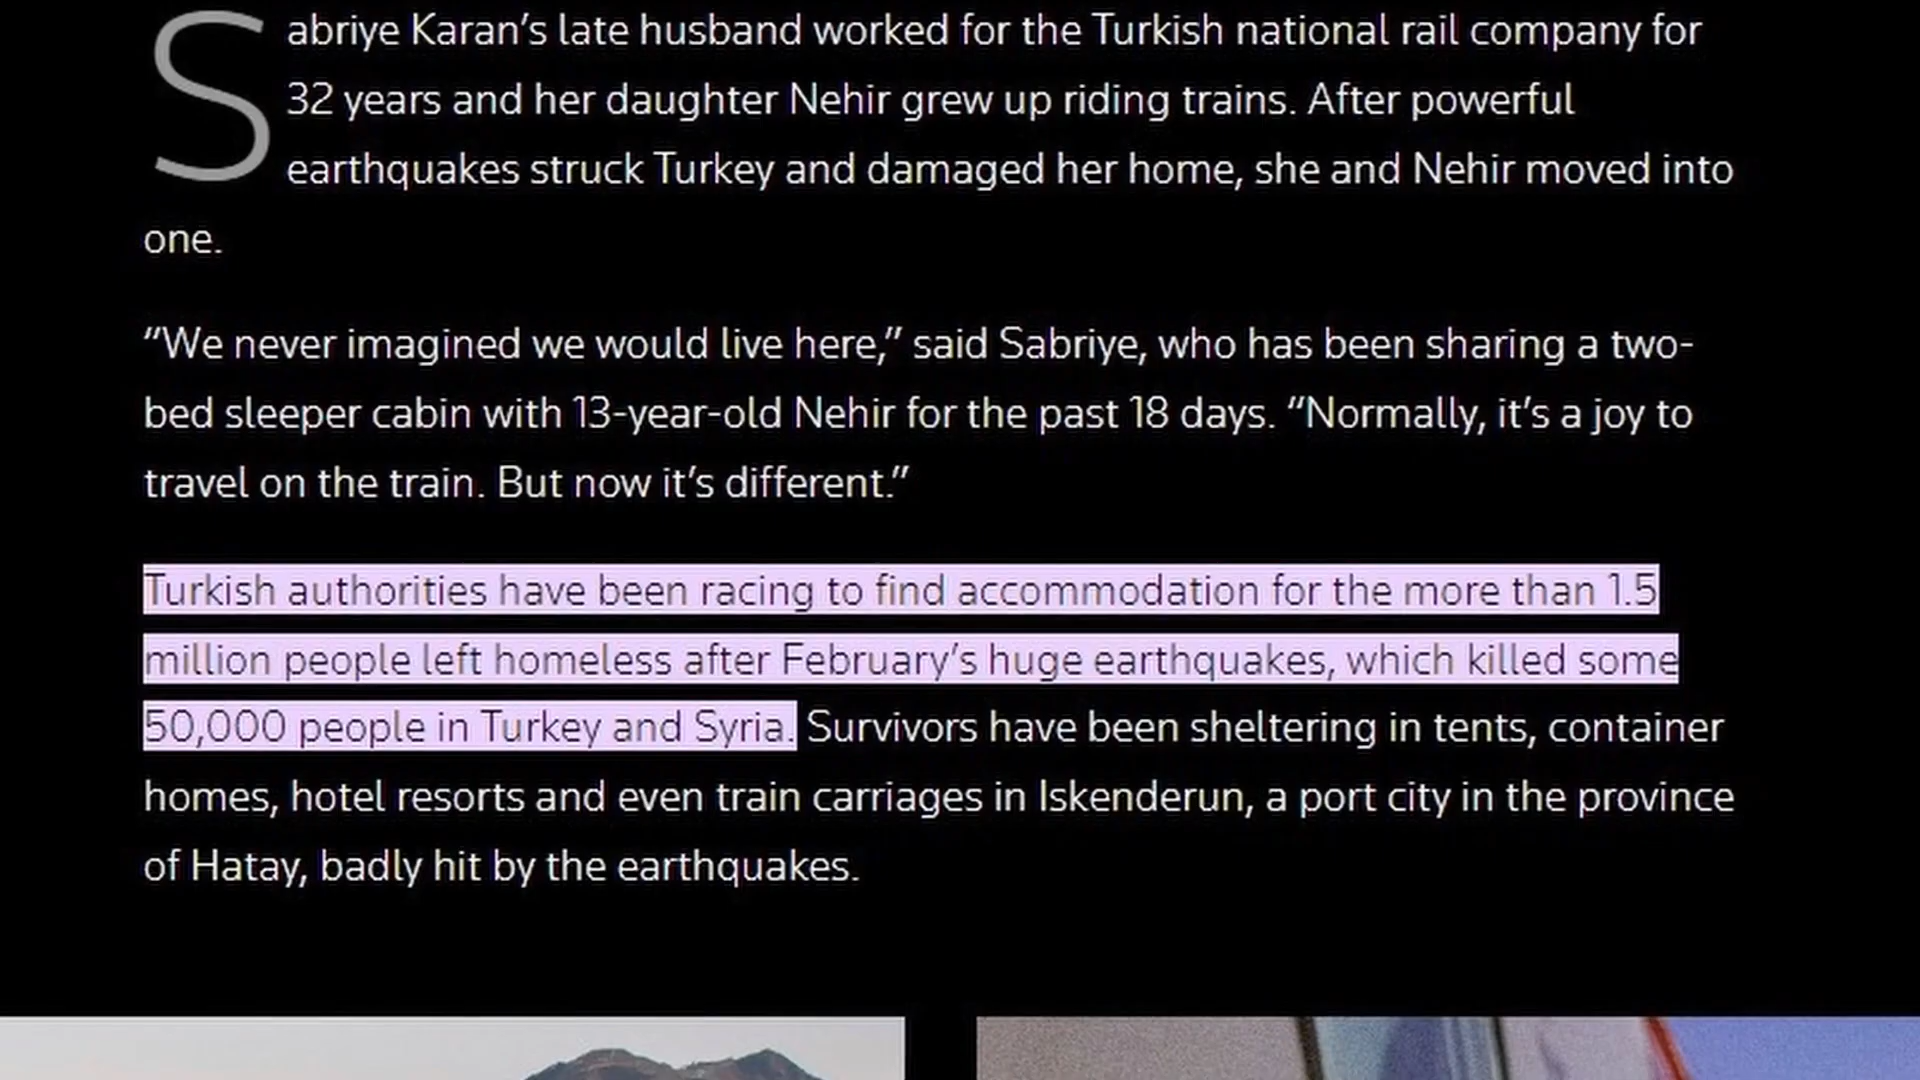 Sabriye Karan’s late husband worked for the Turkish national rail company for
32 years and her daughter Nehir grew up riding trains. After powerful
earthquakes struck Turkey and damaged her home, she and Nehir moved into
one.
“We never imagined we would live here,” said Sabriye, who has been sharing a two-
bed sleeper cabin with 13-year-old Nehir for the past 18 days. “Normally, it’s a joy to
travel on the train. But now it’s different.”
Turkish authorities have been racing to find accommodation for the more than 1.5
million people left homeless after February’s huge earthquakes, which killed some
50,000 people in Turkey and Syria. Survivors have been sheltering in tents, container
homes, hotel resorts and even train carriages in Iskenderun, a port city in the province
of Hatay, badly hit by the earthquakes.